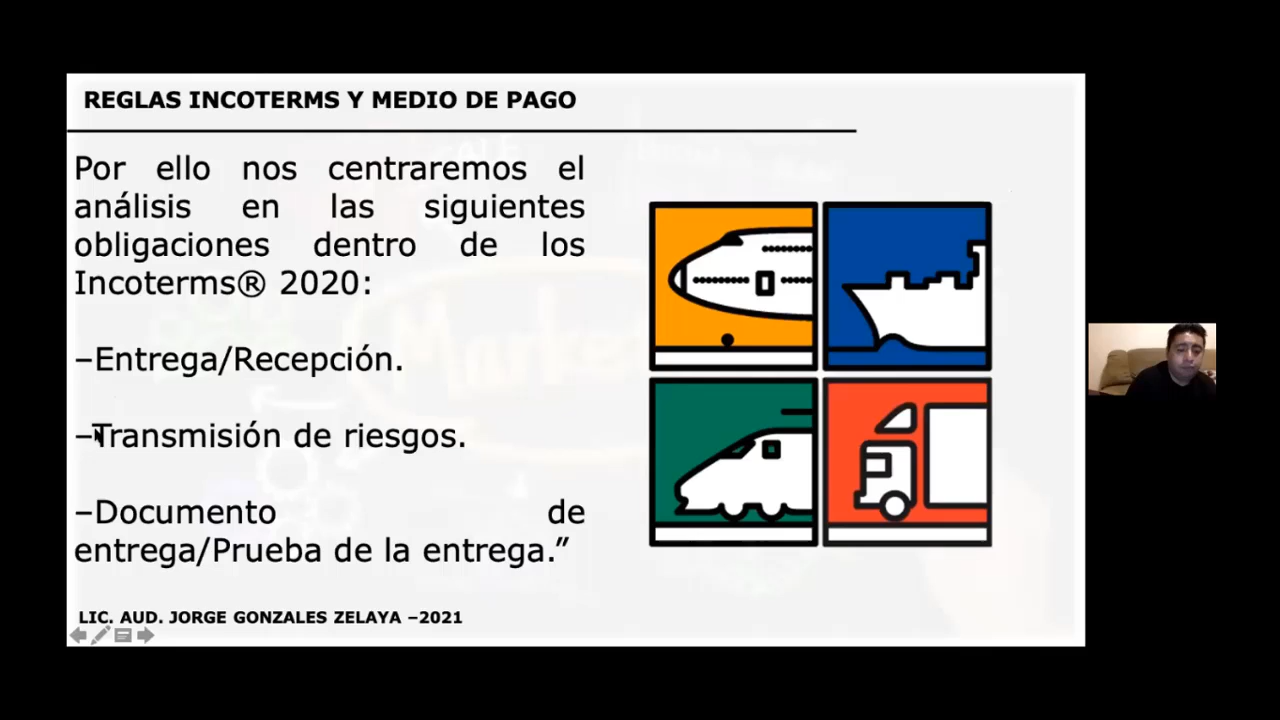 REGLAS INCOTERMS Y MEDIO DE PAGO
Por ello nos centraremos el
análisis en las siguientes
obligaciones dentro de los
Incoterms® 2020:
–Entrega/Recepción.
–Transmisión de riesgos.
–Documento de
entrega/Prueba de la entrega.”
LIC. AUD. JORGE GONZALES ZELAYA –2021